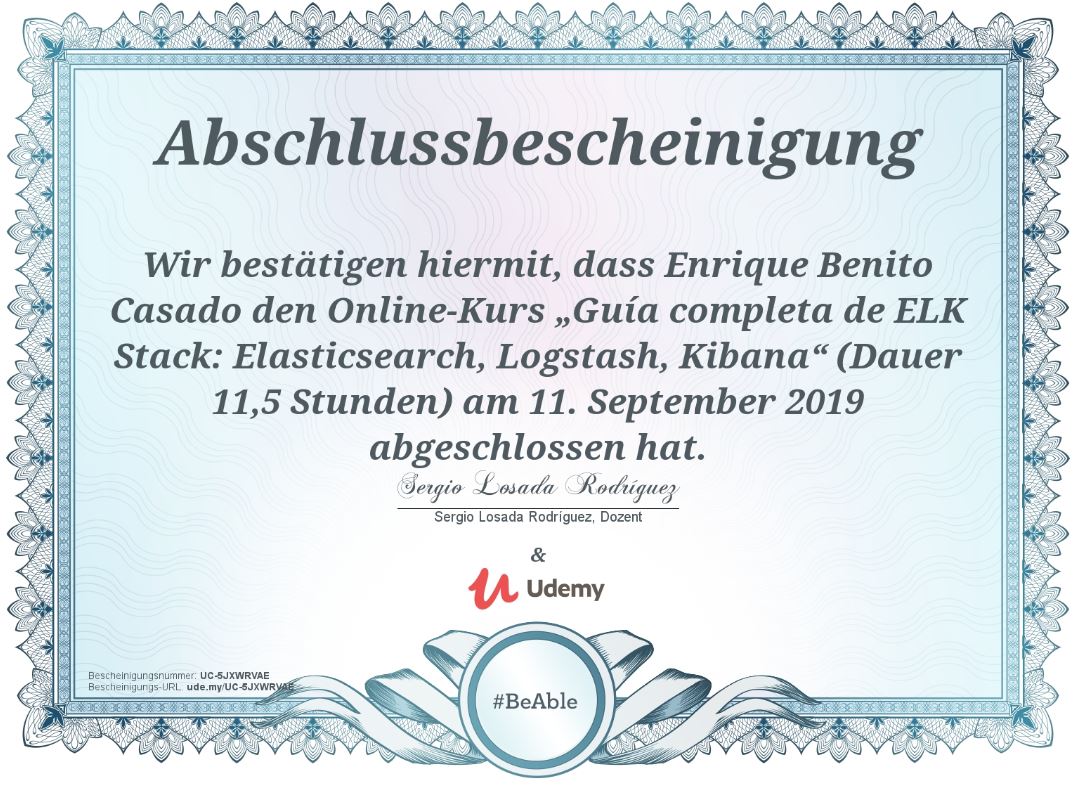 Abschlussbescheinigung
Wir bestätigen hiermit, dass Enrique Benito
Casado den Online-Kurs „Guía completa de ELK
Stack: Elasticsearch, Logstash, Kibana“ (Dauer
11,5 Stunden) am 11. September 2019
abgeschlossen hat.
Sergio Losada Rodríguez
Sergio Losada Rodríguez, Dozent
&
Udemy
Bescheinigungsnummer: UC-5JXWRVAE
Bescheinigungs-URL: ude.my/UC-5JXWRVAE
#BeAble